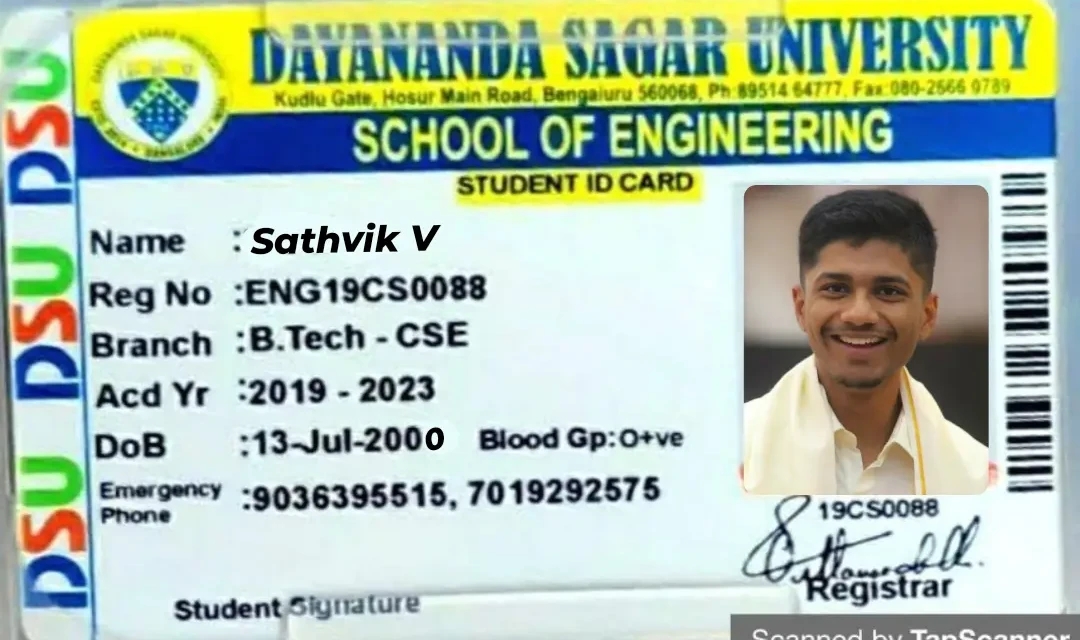 DSU DSU DSU
DAYANANDA SAGAR UNIVERSITY
Kudlu Gate, Hosur Main Road, Bengaluru 560068, Ph:89514 64777, Fax:080-2666 0789
SCHOOL OF ENGINEERING
STUDENT ID CARD
Name : Sathvik V
Reg No :ENG19CS0088
Branch :B.Tech - CSE
Acd Yr :2019 - 2023
DoB :13-Jul-2000 Blood Gp:O+ve
Emergency Phone :9036395515, 7019292575
19CS0088
Registrar
Student Signature
Scanned by TapScanner